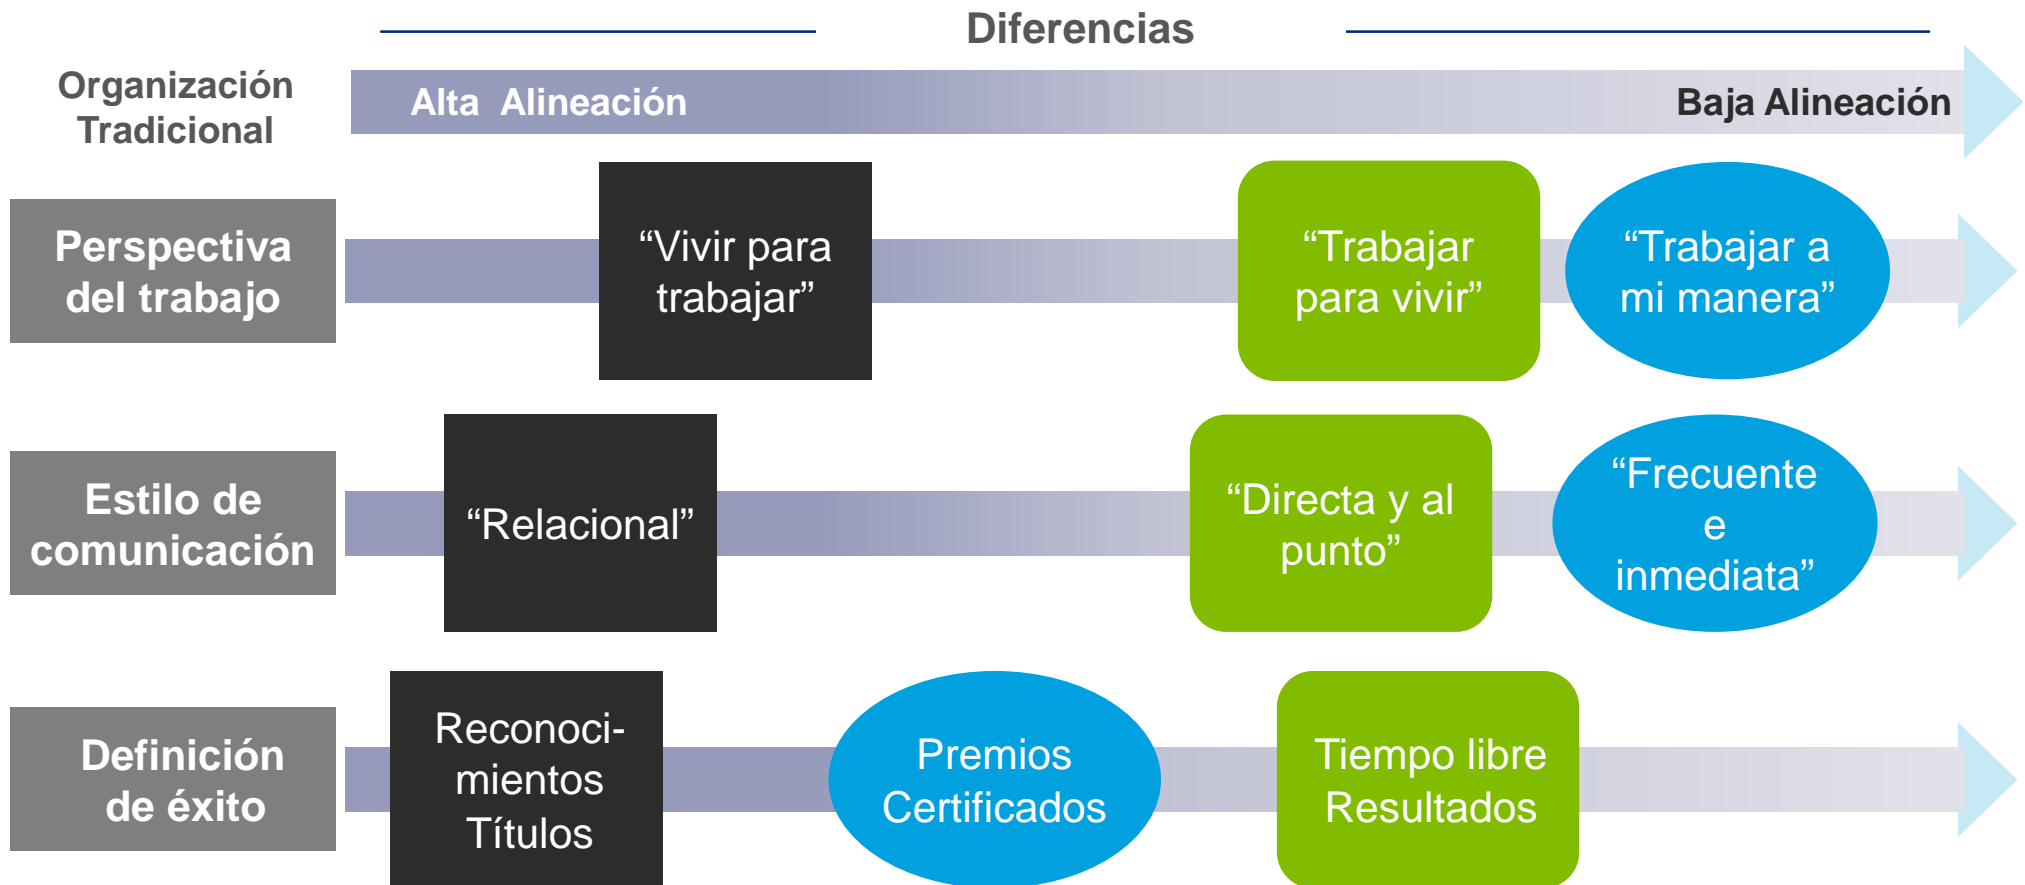 Diferencias
Organización
Tradicional
Alta Alineación
Baja Alineación
Perspectiva
del trabajo
“Vivir para
trabajar”
“Trabajar
para vivir”
“Trabajar a
mi manera”
Estilo de
comunicación
“Relacional”
“Directa y al
punto”
“Frecuente
e
inmediata”
Definición
de éxito
Reconoci-
mientos
Títulos
Premios
Certificados
Tiempo libre
Resultados